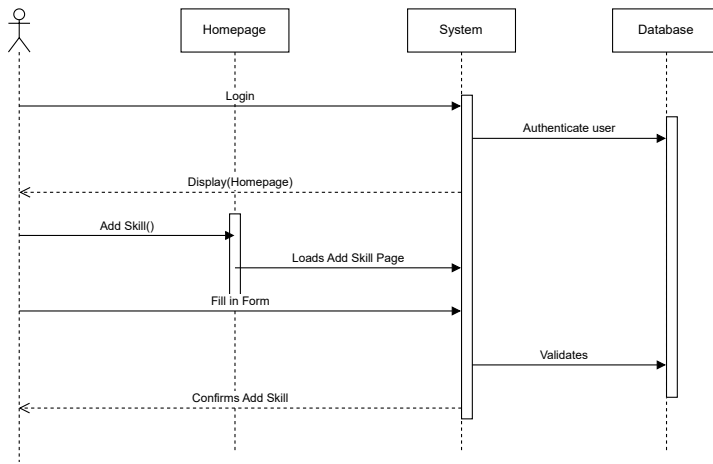 Homepage
System
Database
Login
Authenticate user
Display(Homepage)
Add Skill()
Loads Add Skill Page
Fill in Form
Validates
Confirms Add Skill